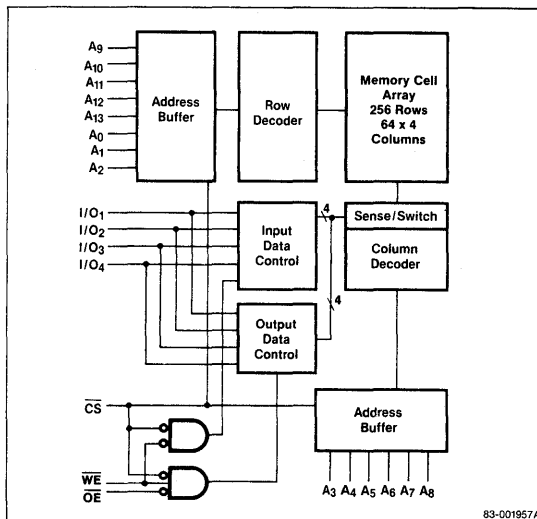 A9
A10
A11
A12
A13
A0
A1
A2
Address
Buffer
Row
Decoder
Memory Cell
Array
256 Rows
64 x 4
Columns
I/O1
I/O2
I/O3
I/O4
Input
Data
Control
4
Sense/Switch
Column
Decoder
Output
Data
Control
4
CS
WE
OE
Address
Buffer
A3 A4 A5 A6 A7 A8
83-001957A